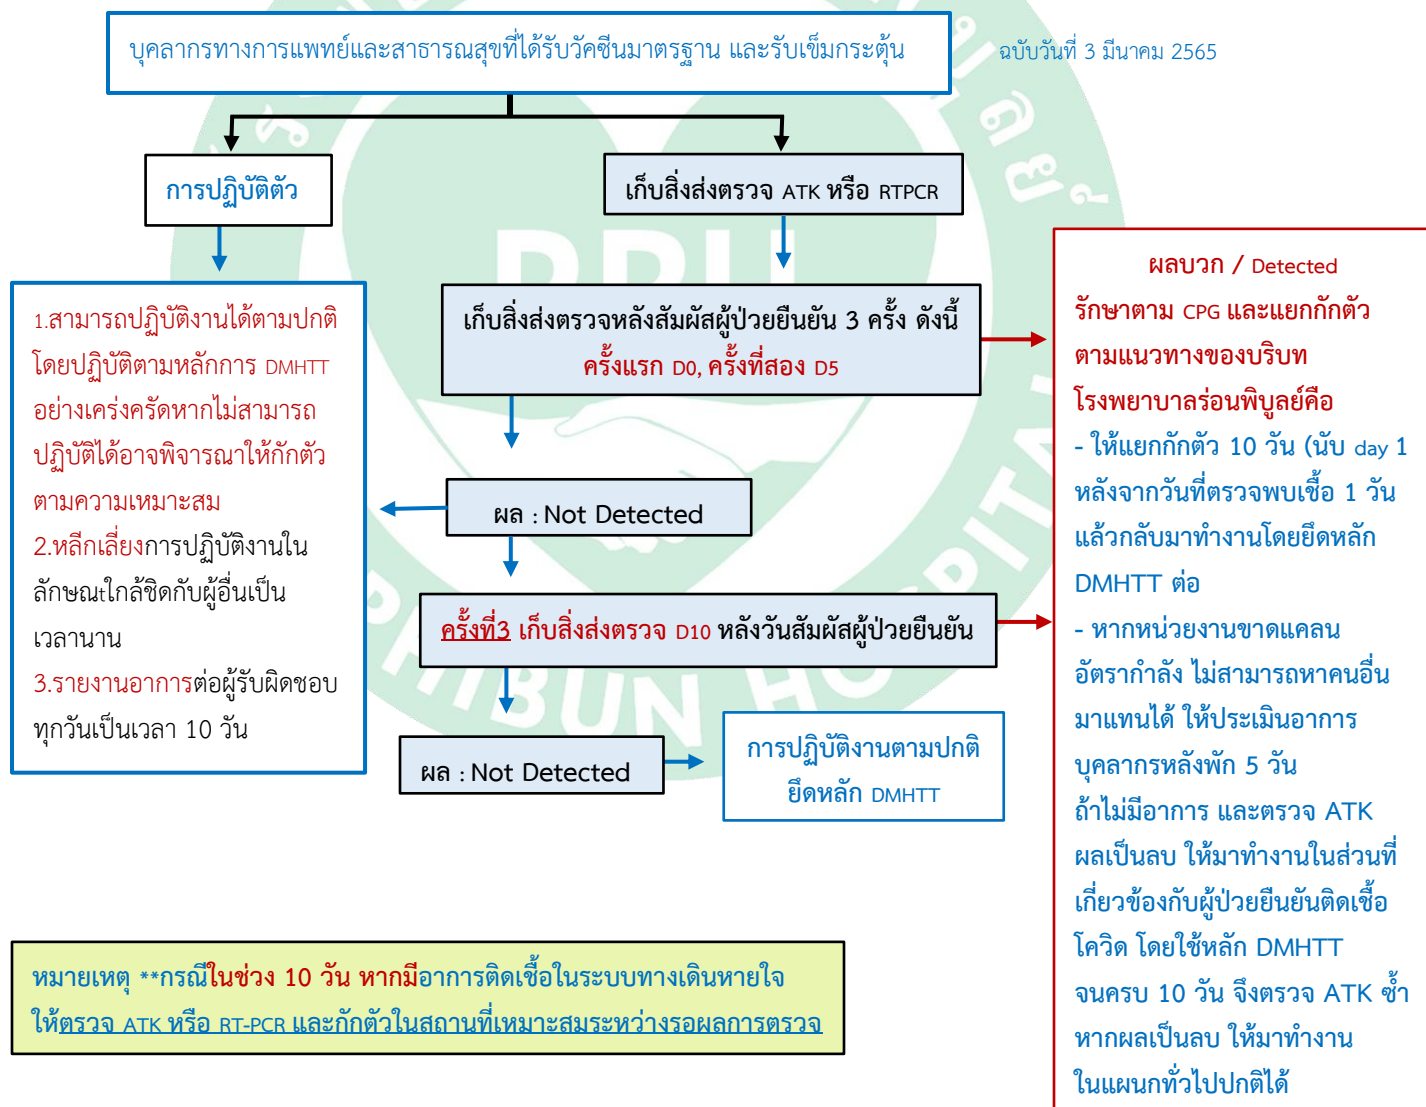 บุคลากรทางการแพทย์และสาธารณสุขที่ได้รับวัคซีนมาตรฐาน และรับเข็มกระตุ้น
ฉบับวันที่ 3 มีนาคม 2565
การปฏิบัติตัว
เก็บสิ่งส่งตรวจ ATK หรือ RTPCR
1.สามารถปฏิบัติงานได้ตามปกติ
โดยปฏิบัติตามหลักการ DMHTT
อย่างเคร่งครัดหากไม่สามารถ
ปฏิบัติได้อาจพิจารณาให้กักตัว
ตามความเหมาะสม
2.หลีกเลี่ยงการปฏิบัติงานใน
ลักษณtใกล้ชิดกับผู้อื่นเป็น
เวลานาน
3.รายงานอาการต่อผู้รับผิดชอบ
ทุกวันเป็นเวลา 10 วัน
เก็บสิ่งส่งตรวจหลังสัมผัสผู้ป่วยยืนยัน 3 ครั้ง ดังนี้
ครั้งแรก D0, ครั้งที่สอง D5
ผล : Not Detected
ครั้งที่3 เก็บสิ่งส่งตรวจ D10 หลังวันสัมผัสผู้ป่วยยืนยัน
ผล : Not Detected
การปฏิบัติงานตามปกติ
ยึดหลัก DMHTT
ผลบวก / Detected
รักษาตาม CPG และแยกกักตัว
ตามแนวทางของบริบท
โรงพยาบาลร่อนพิบูลย์คือ
- ให้แยกกักตัว 10 วัน (นับ day 1
หลังจากวันที่ตรวจพบเชื้อ 1 วัน
แล้วกลับมาทำงานโดยยึดหลัก
DMHTT ต่อ
- หากหน่วยงานขาดแคลน
อัตรากำลัง ไม่สามารถหาคนอื่น
มาแทนได้ ให้ประเมินอาการ
บุคลากรหลังพัก 5 วัน
ถ้าไม่มีอาการ และตรวจ ATK
ผลเป็นลบ ให้มาทำงานในส่วนที่
เกี่ยวข้องกับผู้ป่วยยืนยันติดเชื้อ
โควิด โดยใช้หลัก DMHTT
จนครบ 10 วัน จึงตรวจ ATK ซ้ำ
หากผลเป็นลบ ให้มาทำงาน
ในแผนกทั่วไปปกติได้
หมายเหตุ **กรณีในช่วง 10 วัน หากมีอาการติดเชื้อในระบบทางเดินหายใจ
ให้ตรวจ ATK หรือ RT-PCR และกักตัวในสถานที่เหมาะสมระหว่างรอผลการตรวจ